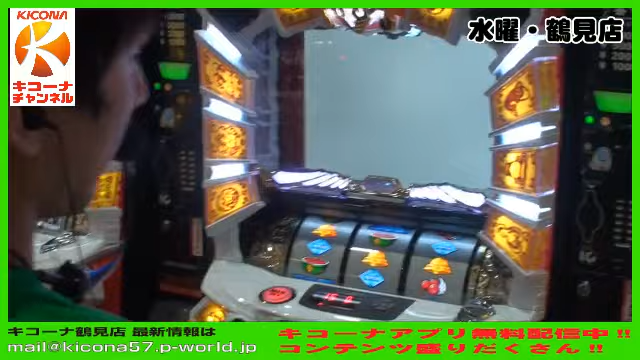 KICONA
キコーナ
チャンネル
水曜・鶴見店
キコーナ鶴見店 最新情報は
mail@kicona57.p-world.jp
キコーナアプリ無料配信中!!
コンテンツ盛りだくさん!!